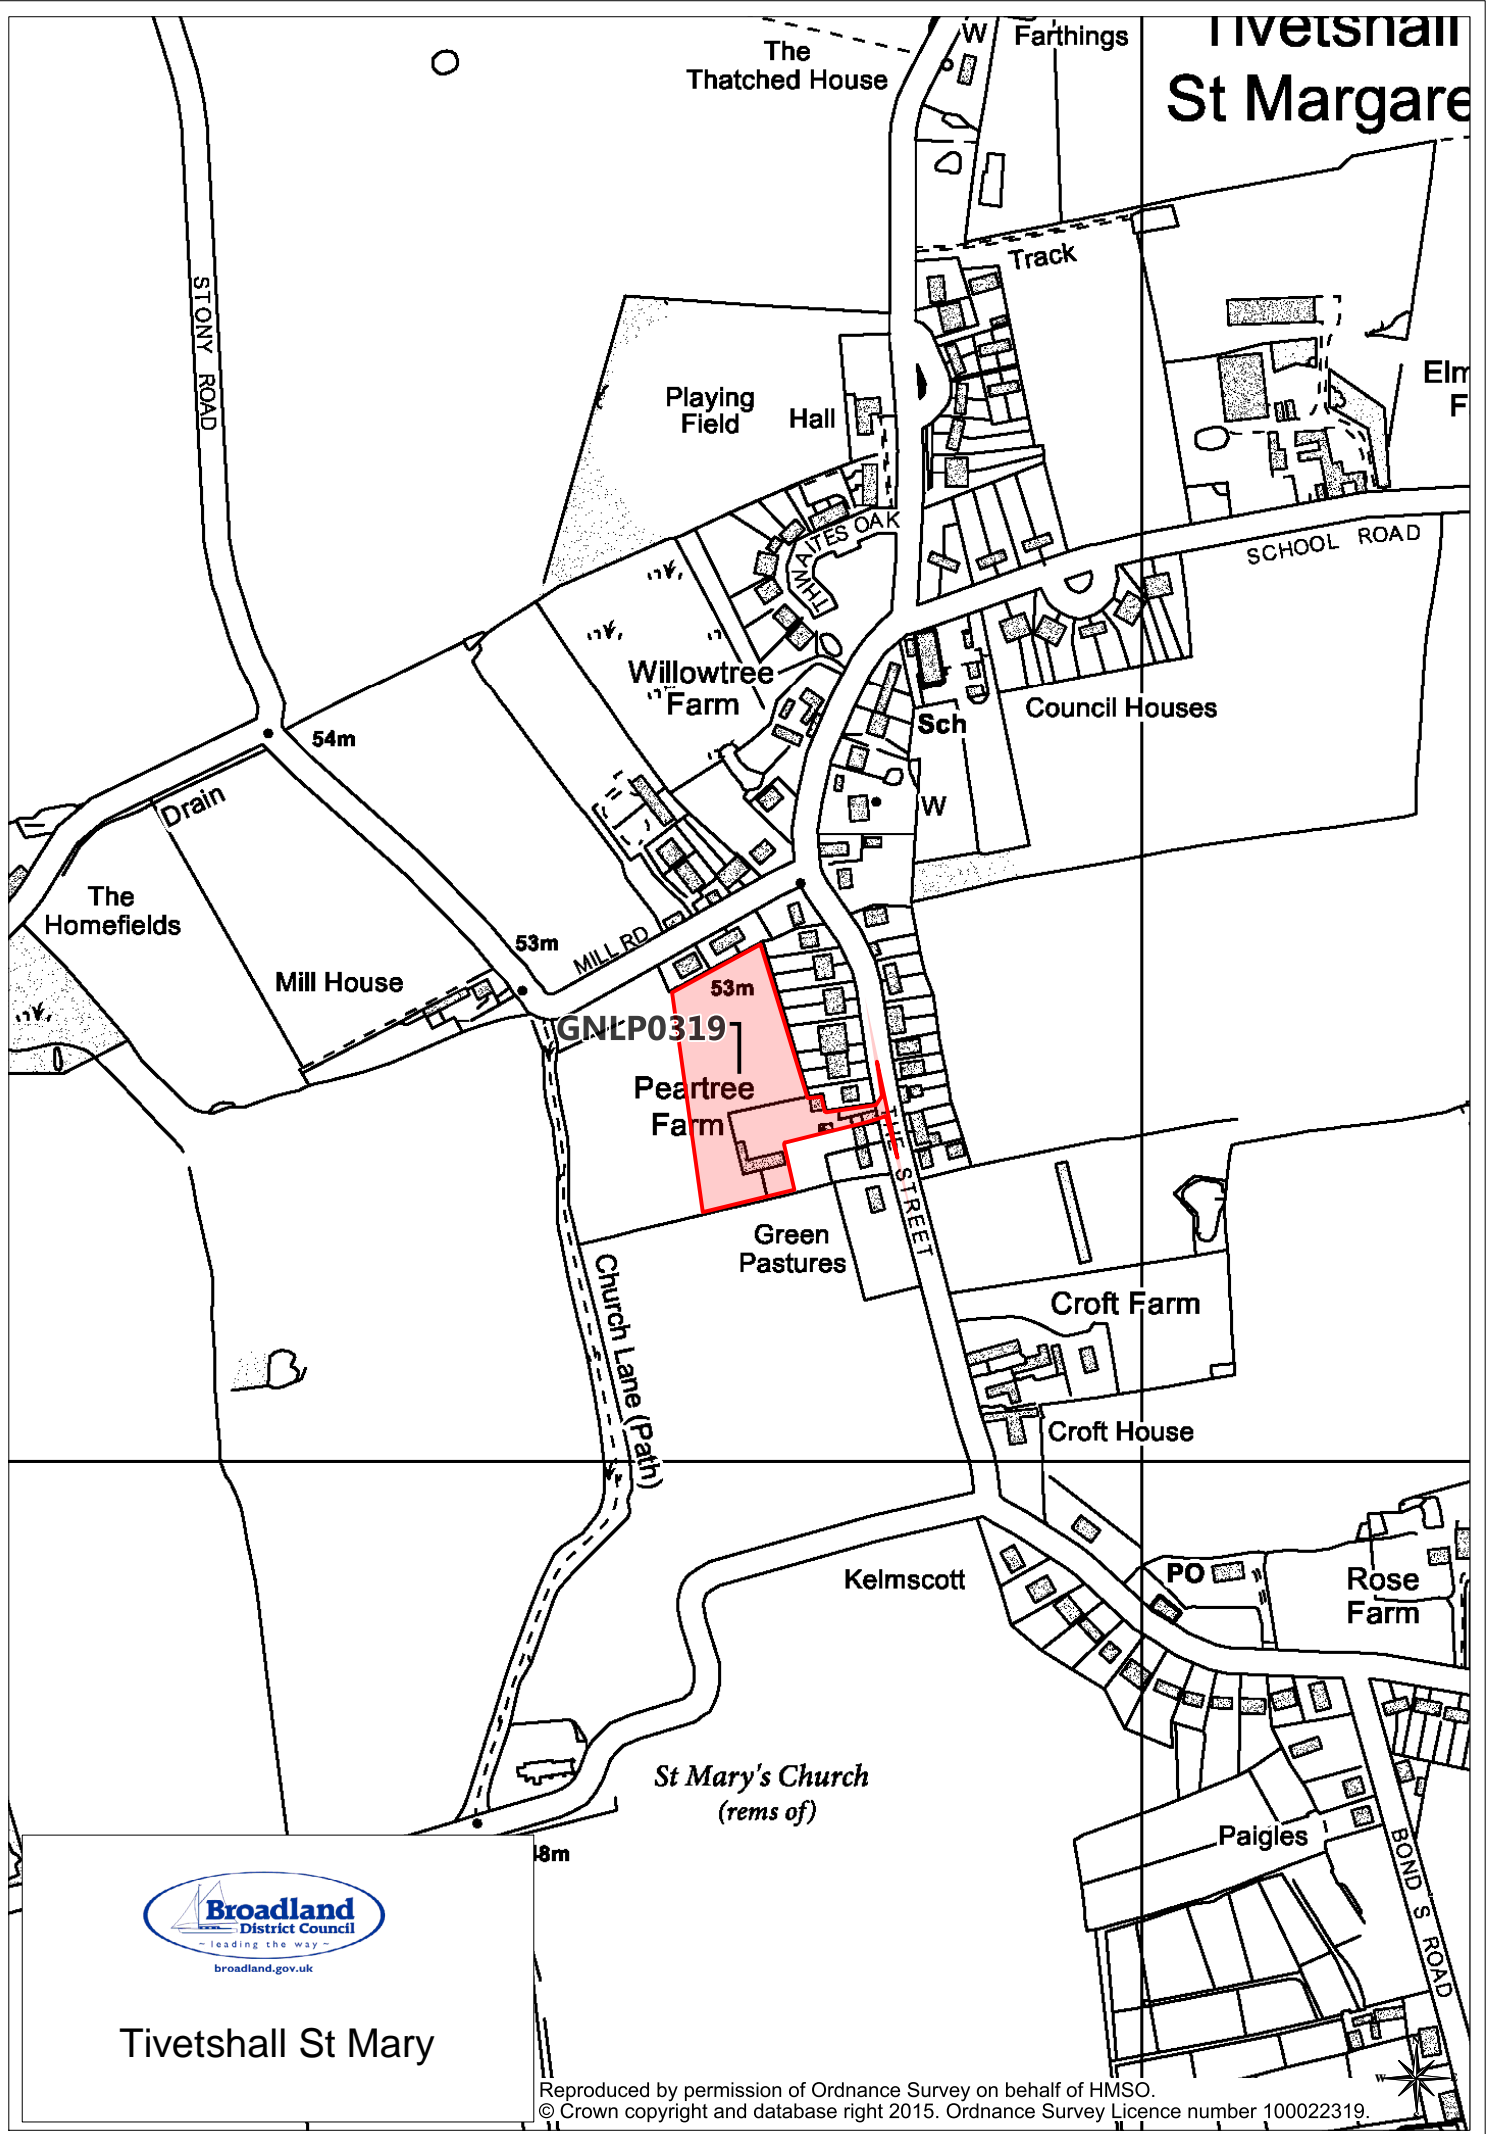 Tivetshall
St Margare
W
Farthings
The
Thatched House
Track
STONY ROAD
Playing
Field
Hall
Elm
F
THWAITES OAK
SCHOOL ROAD
Willowtree
Farm
Sch
Council Houses
54m
Drain
W
The
Homefields
53m
MILL RD
Mill House
53m
GNLP0319
Peartree
Farm
THE STREET
Green
Pastures
Church Lane (Path)
Croft Farm
Croft House
Kelmscott
PO
Rose
Farm
St Mary's Church
(rems of)
Paigles
BOND S ROAD
48m
Broadland
District Council
~ leading the way ~
broadland.gov.uk
Tivetshall St Mary
W
Reproduced by permission of Ordnance Survey on behalf of HMSO.
© Crown copyright and database right 2015. Ordnance Survey Licence number 100022319.